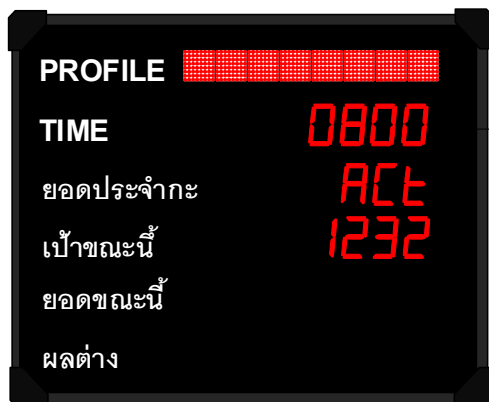 PROFILE
TIME 0800
ยอดประจำกะ ACt
เป้าขณะนี้ 1232
ยอดขณะนี้
ผลต่าง